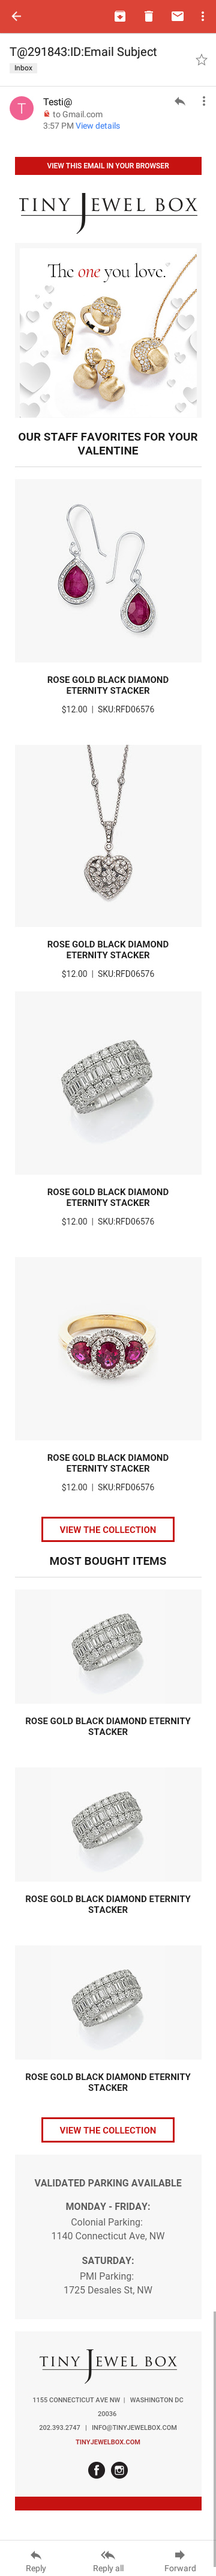 T@291843:ID:Email Subject
Inbox
T
Testi@
to Gmail.com
3:57 PM View details
VIEW THIS EMAIL IN YOUR BROWSER
TINY JEWEL BOX
The one you love.
OUR STAFF FAVORITES FOR YOUR
VALENTINE
ROSE GOLD BLACK DIAMOND
ETERNITY STACKER
$12.00 | SKU:RFD06576
ROSE GOLD BLACK DIAMOND
ETERNITY STACKER
$12.00 | SKU:RFD06576
ROSE GOLD BLACK DIAMOND
ETERNITY STACKER
$12.00 | SKU:RFD06576
ROSE GOLD BLACK DIAMOND
ETERNITY STACKER
$12.00 | SKU:RFD06576
VIEW THE COLLECTION
MOST BOUGHT ITEMS
ROSE GOLD BLACK DIAMOND ETERNITY
STACKER
ROSE GOLD BLACK DIAMOND ETERNITY
STACKER
ROSE GOLD BLACK DIAMOND ETERNITY
STACKER
VIEW THE COLLECTION
VALIDATED PARKING AVAILABLE
MONDAY - FRIDAY:
Colonial Parking:
1140 Connecticut Ave, NW
SATURDAY:
PMI Parking:
1725 Desales St, NW
TINY JEWEL BOX
1155 CONNECTICUT AVE NW | WASHINGTON DC
20036
202.393.2747 | INFO@TINYJEWELBOX.COM
TINYJEWELBOX.COM
Reply Reply all Forward